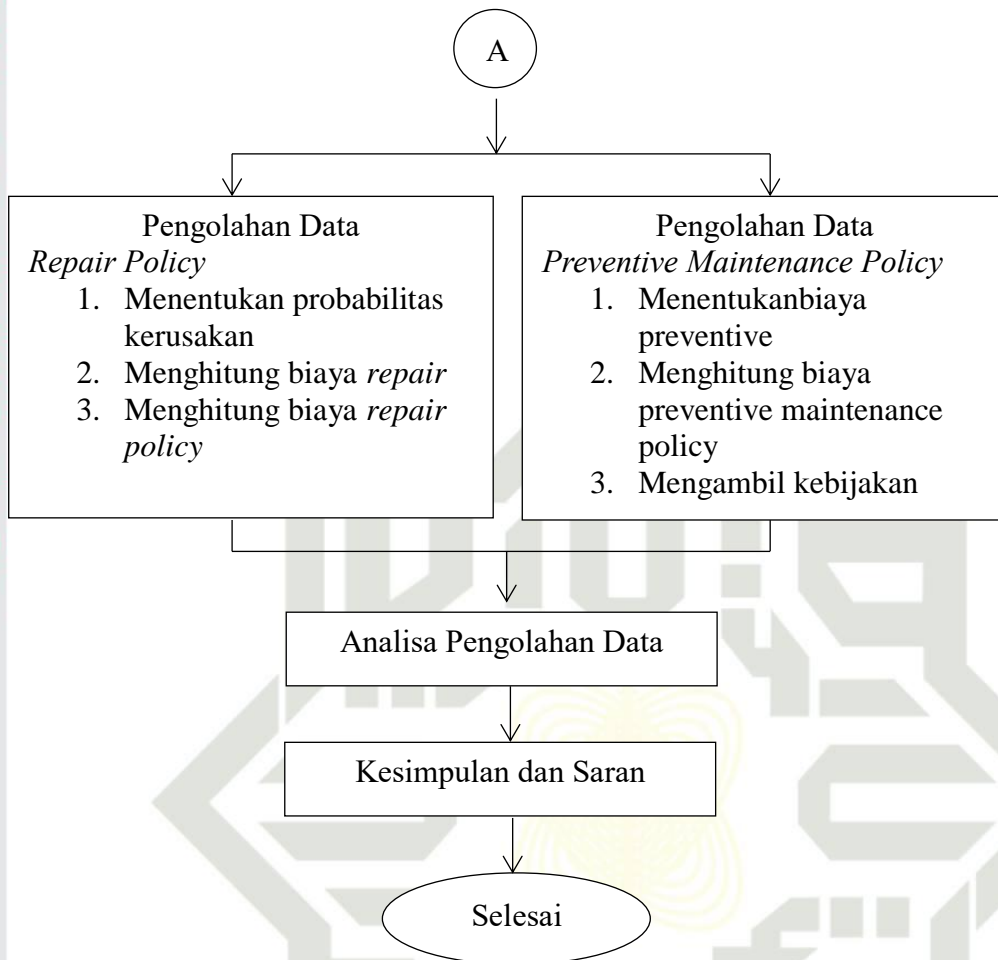 A
Pengolahan Data
Repair Policy
1. Menentukan probabilitas
kerusakan
2. Menghitung biaya repair
3. Menghitung biaya repair
policy
Pengolahan Data
Preventive Maintenance Policy
1. Menentukanbiaya
preventive
2. Menghitung biaya
preventive maintenance
policy
3. Mengambil kebijakan
Analisa Pengolahan Data
Kesimpulan dan Saran
Selesai